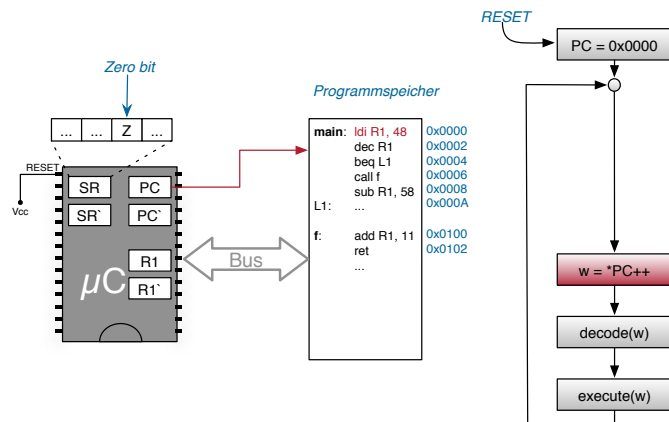 RESET
PC = 0x0000
Zero bit
Programmspeicher
... ... Z ...
main: ldi R1, 48 0x0000
dec R1 0x0002
beq L1 0x0004
call f 0x0006
sub R1, 58 0x0008
L1: ... 0x000A
f: add R1, 11 0x0100
ret 0x0102
...
RESET
Vcc
SR PC
SR` PC`
R1
R1`
µC
Bus
w = *PC++
decode(w)
execute(w)